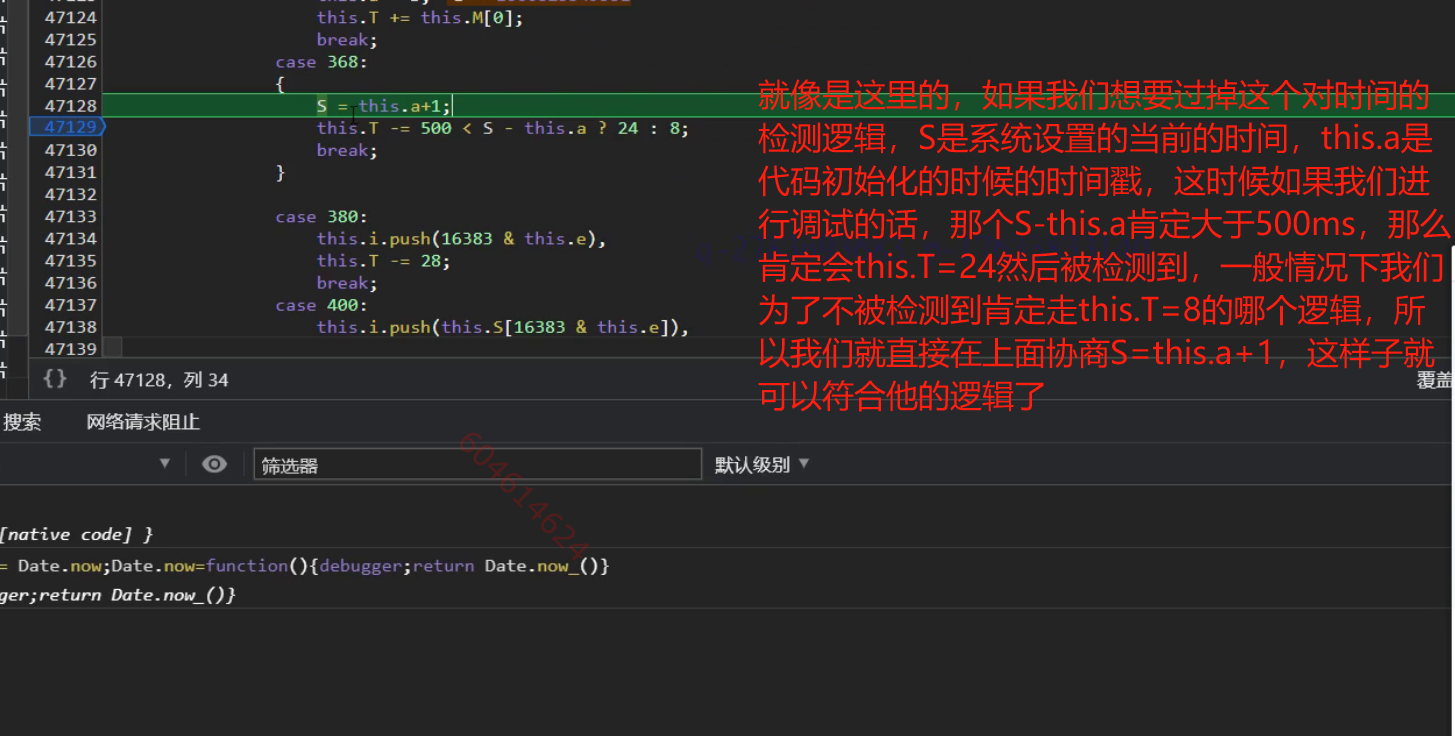 47124 this.T += this.M[0];
47125 break;
47126 case 368:
47127 {
47128 S = this.a+1;
47129 this.T -= 500 < S - this.a ? 24 : 8;
47130 break;
47131 }
47132
47133 case 380:
47134 this.i.push(16383 & this.e),
47135 this.T -= 28;
47136 break;
47137 case 400:
47138 this.i.push(this.S[16383 & this.e]),
47139
就像是这里的，如果我们想要过掉这个对时间的
检测逻辑，S是系统设置的当前的时间，this.a是
代码初始化的时候的时间戳，这时候如果我们进
行调试的话，那个S-this.a肯定大于500ms，那么
肯定会this.T=24然后被检测到，一般情况下我们
为了不被检测到肯定走this.T=8的哪个逻辑，所
以我们就直接在上面协商S=this.a+1，这样子就
可以符合他的逻辑了
{} 行 47128，列 34
覆盖
搜索 网络请求阻止
筛选器 默认级别
604614624
[native code] }
= Date.now;Date.now=function(){debugger;return Date.now_()}
ger;return Date.now_()}